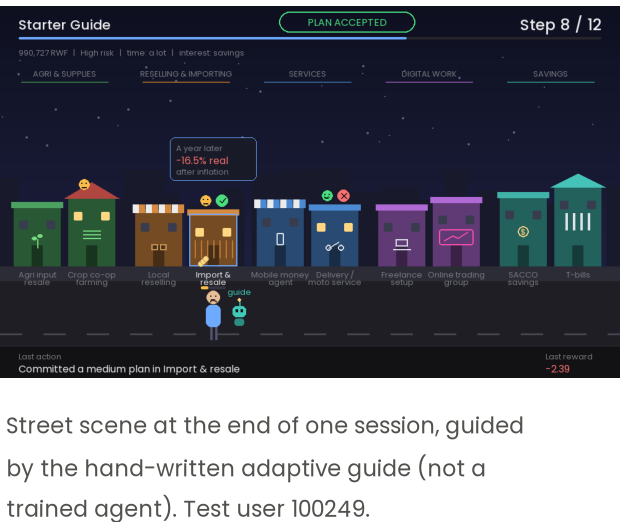 Starter Guide
PLAN ACCEPTED
Step 8 / 12
990,727 RWF | High risk | time: a lot | interest: savings
AGRI & SUPPLIES
RESELLING & IMPORTING
SERVICES
DIGITAL WORK
SAVINGS
A year later
-16.5% real
after inflation
Agri input
resale
Crop co-op
farming
Local
reselling
Import &
resale
Mobile money
agent
Delivery /
moto service
Freelance
setup
Online trading
group
SACCO
savings
T-bills
guide
Last action
Committed a medium plan in Import & resale
Last reward
-2.39
Street scene at the end of one session, guided
by the hand-written adaptive guide (not a
trained agent). Test user 100249.